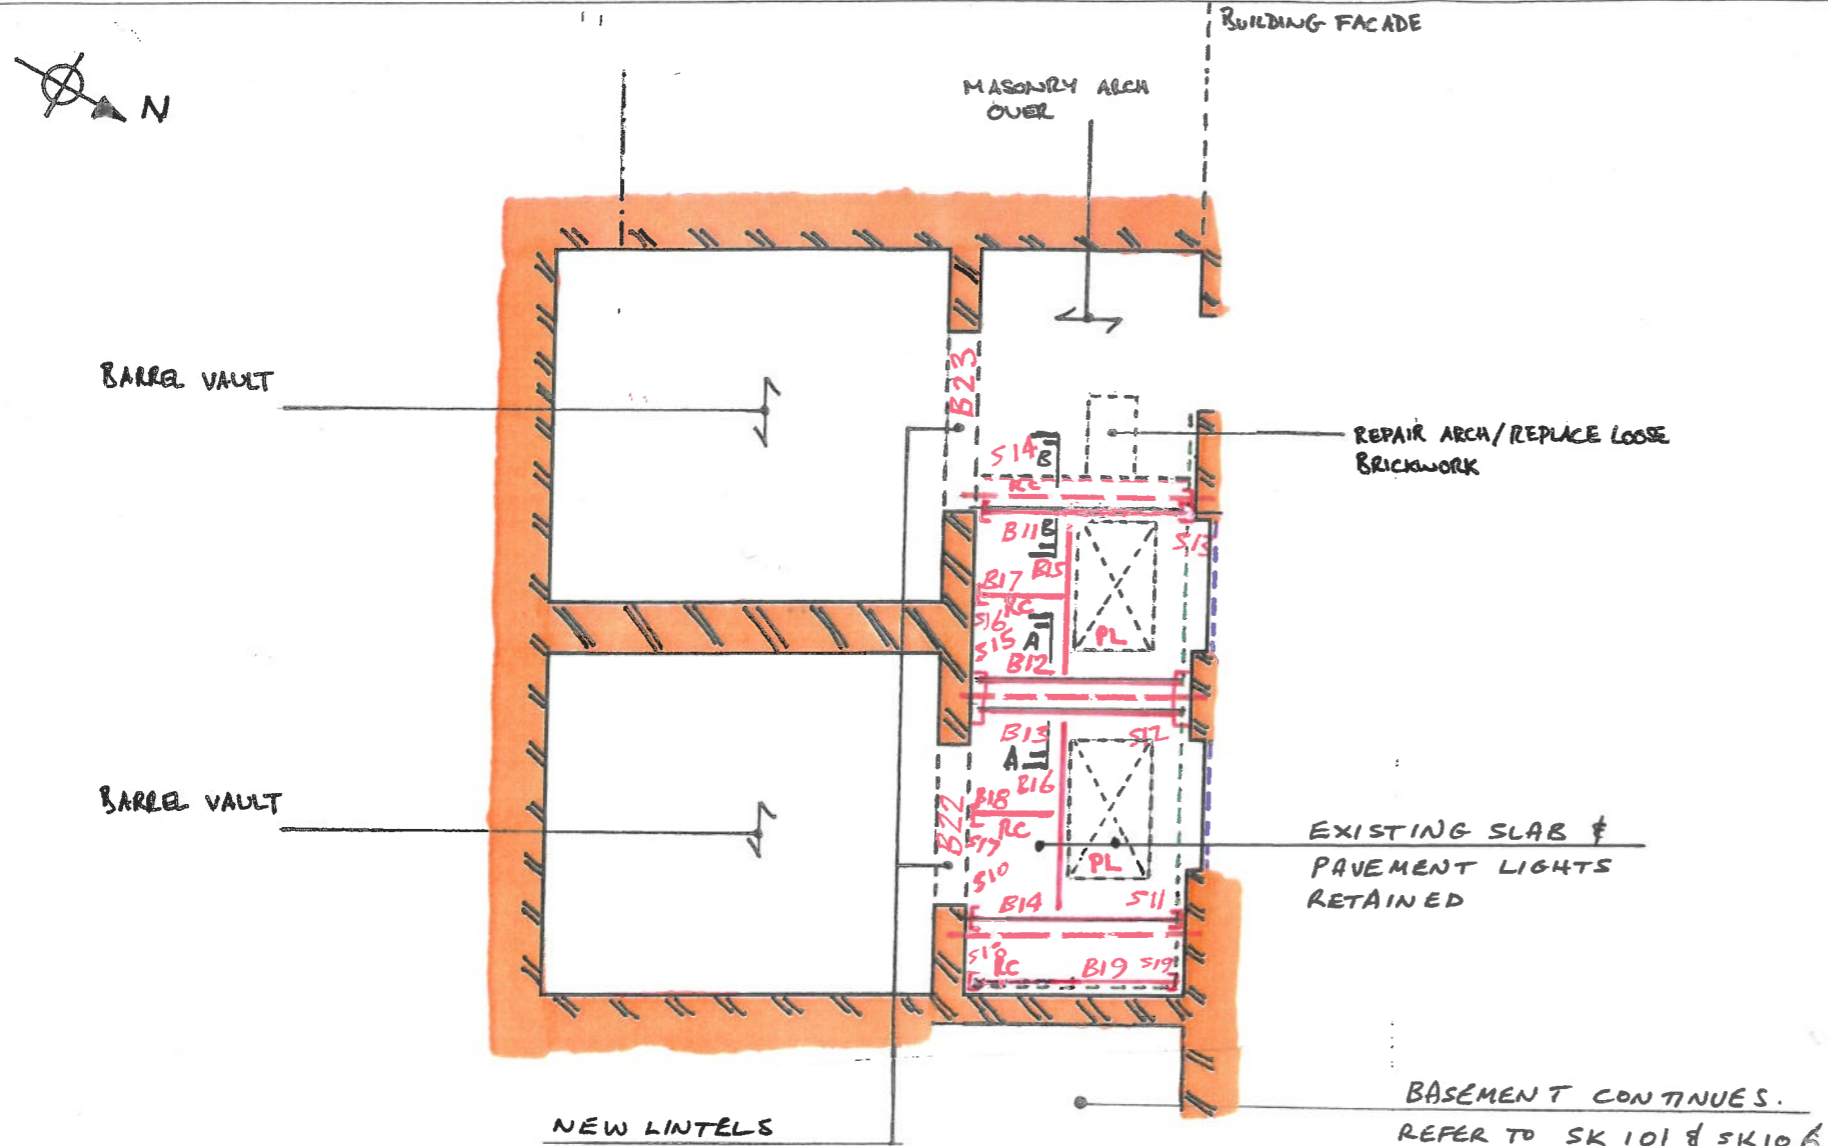 BUILDING FACADE
N
MASONRY ARCH
OVER
BARREL VAULT
B23
REPAIR ARCH/REPLACE LOOSE
BRICKWORK
S14 B
RC
B11 B
S13
B17 B15
RC
S16
S15 A
PL
B12
B13 S12
A
B16
BARREL VAULT
B18
B22
RC
S17
S10
PL
EXISTING SLAB &
PAVEMENT LIGHTS
RETAINED
B14 S11
S18
RC B19 S19
NEW LINTELS
BASEMENT CONTINUES.
REFER TO SK 101 & SK10